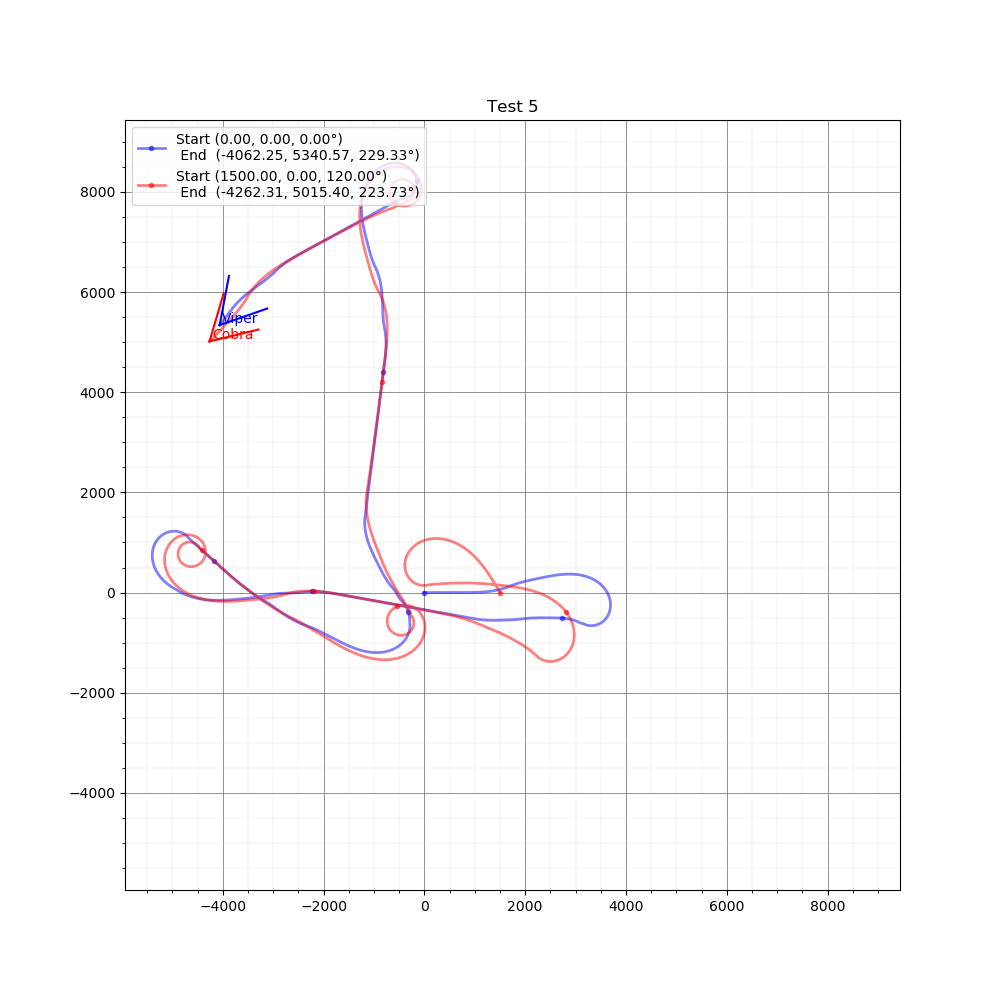 Test 5
Start (0.00, 0.00, 0.00°)
End (-4062.25, 5340.57, 229.33°)
Start (1500.00, 0.00, 120.00°)
End (-4262.31, 5015.40, 223.73°)
8000
6000
Viper
Cobra
4000
2000
0
−2000
−4000
−4000 −2000 0 2000 4000 6000 8000